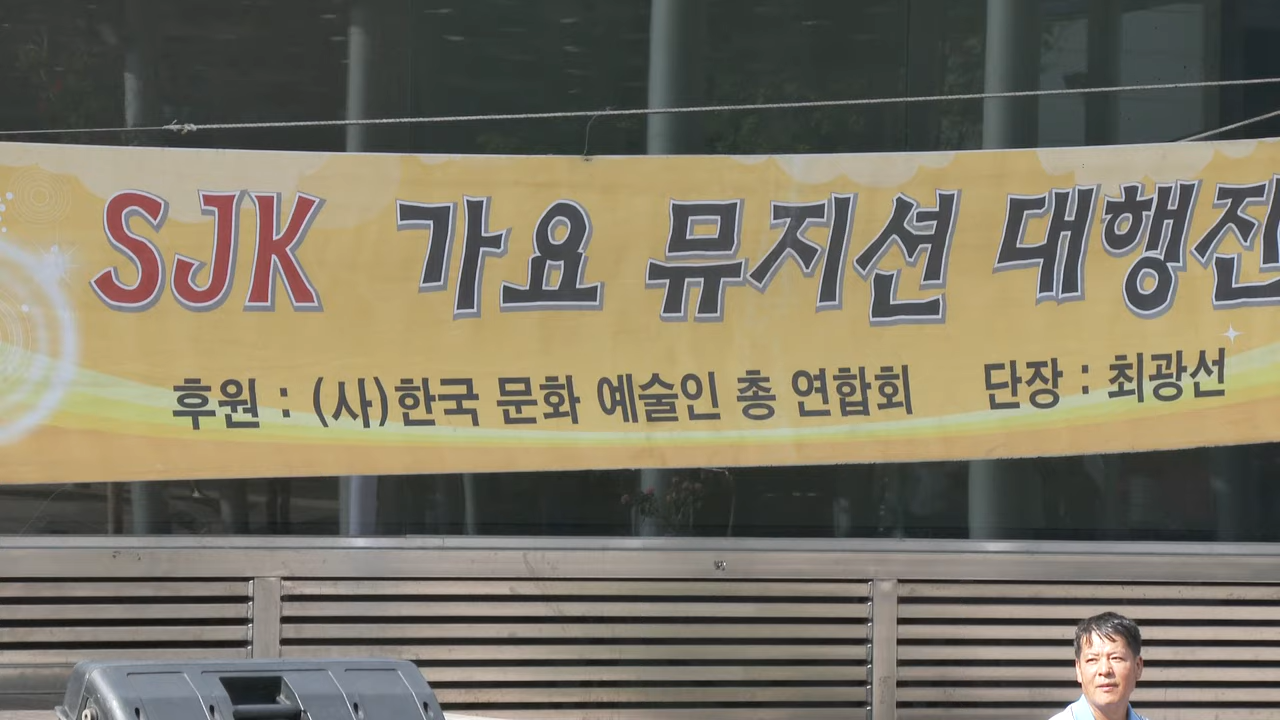 SJK 가요 뮤지션 대행진
후원 : (사)한국 문화 예술인 총 연합회 단장 : 최광선